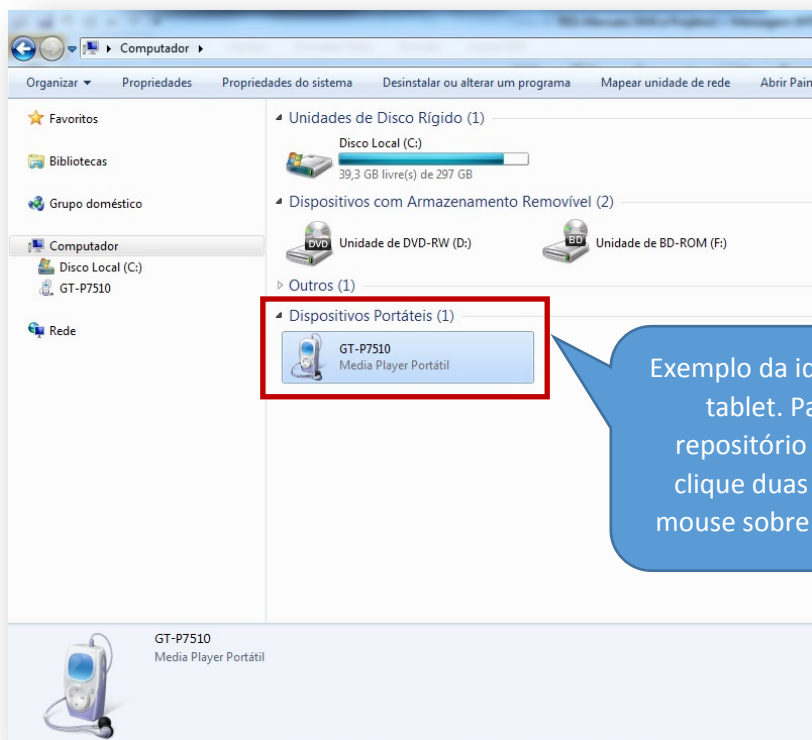 Computador
Organizar
Propriedades
Propriedades do sistema
Desinstalar ou alterar um programa
Mapear unidade de rede
Abrir Pain
Favoritos
Bibliotecas
Grupo doméstico
Computador
Disco Local (C:)
GT-P7510
Rede
Unidades de Disco Rígido (1)
Disco Local (C:)
39,3 GB livre(s) de 297 GB
Dispositivos com Armazenamento Removível (2)
DVD
Unidade de DVD-RW (D:)
BD
Unidade de BD-ROM (F:)
Outros (1)
Dispositivos Portáteis (1)
GT-P7510
Media Player Portátil
Exemplo da id
tablet. Pa
repositório
clique duas
mouse sobre
GT-P7510
Media Player Portátil